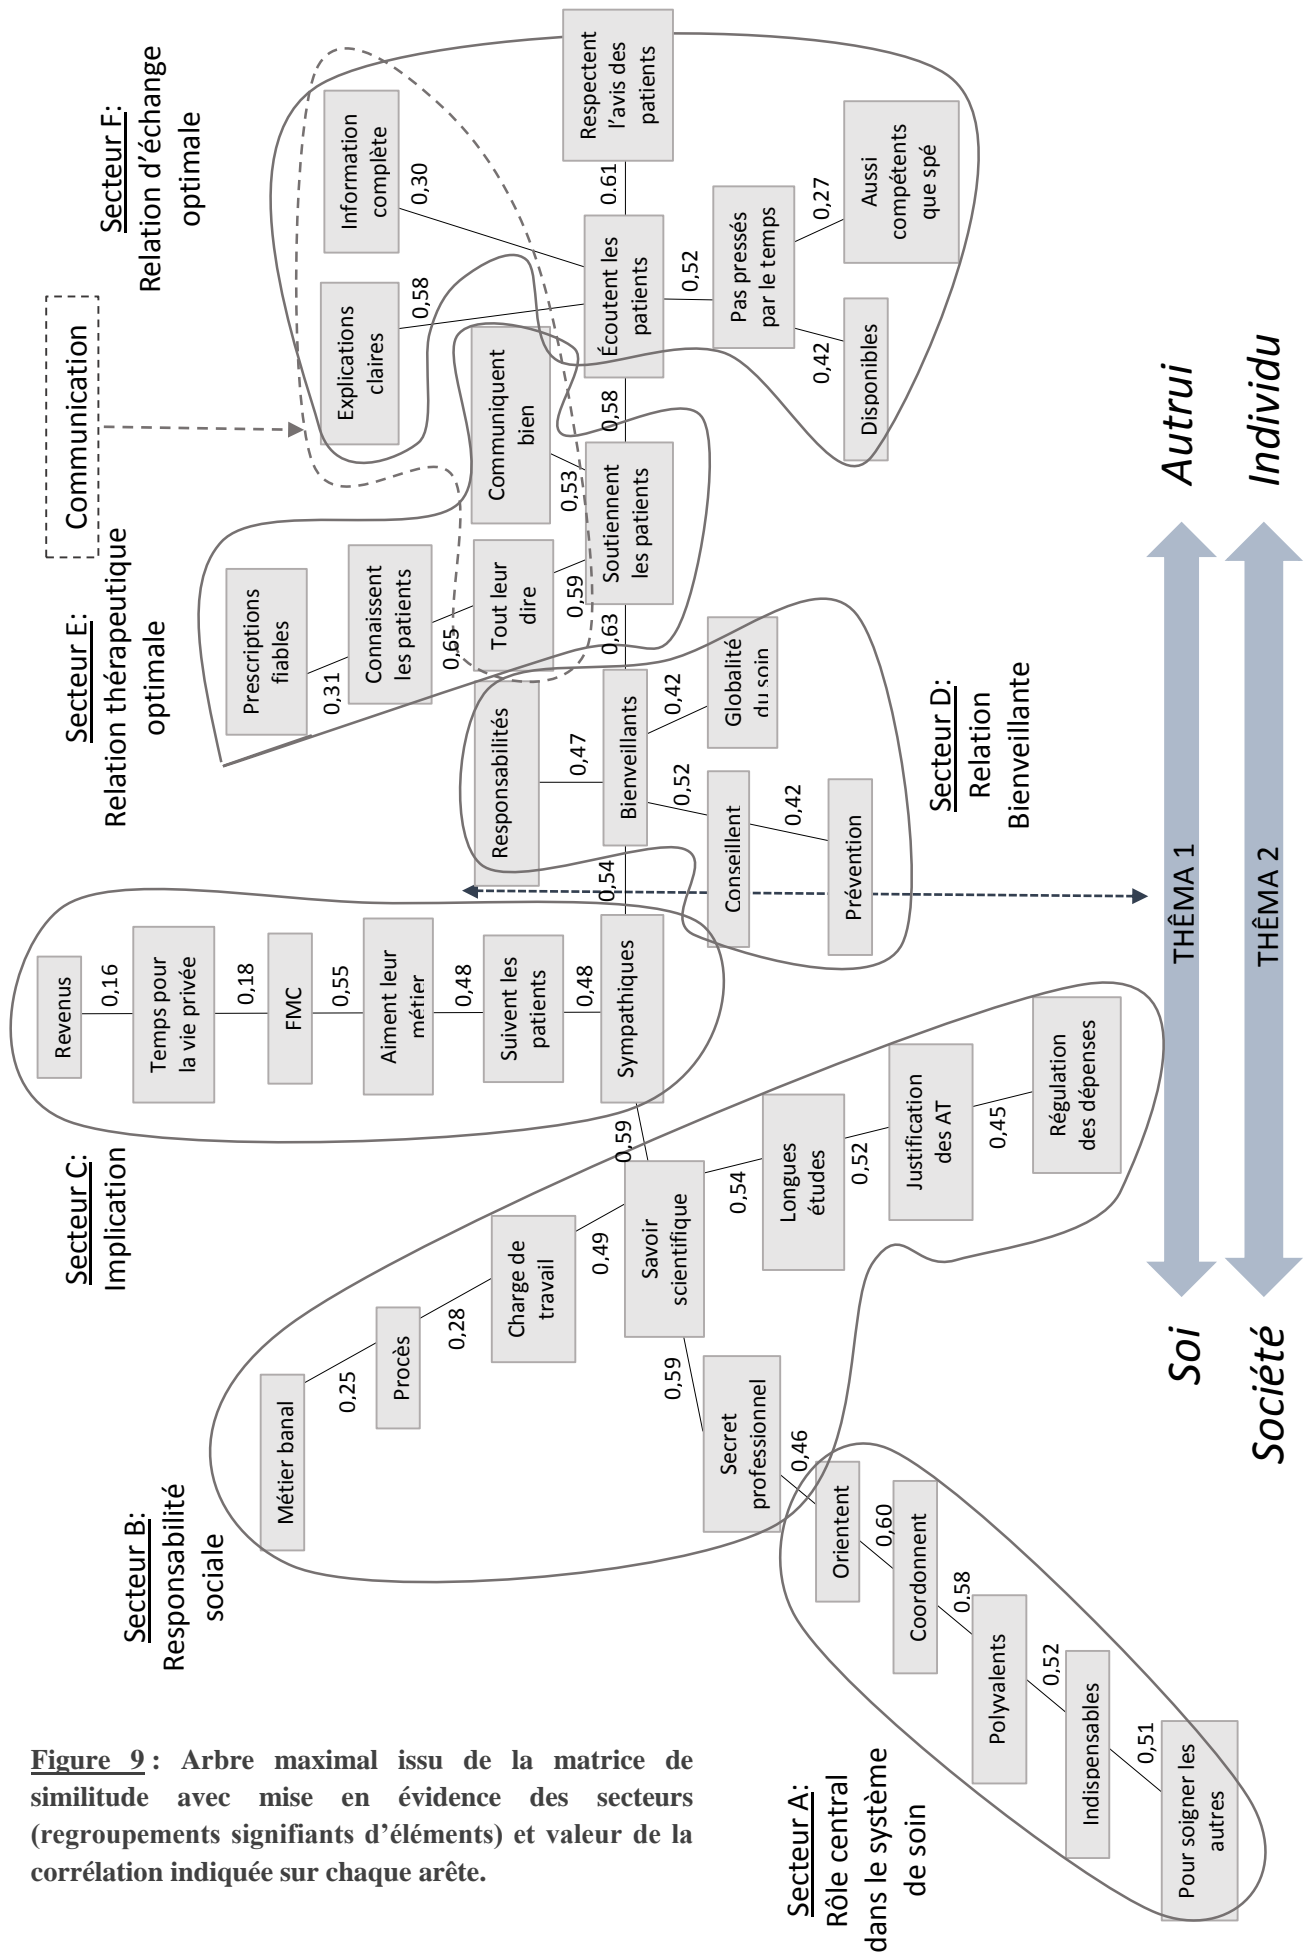 Communication
Secteur F:
Relation d'échange
optimale
Explications
claires
0,58
Information
complète
0,30
Écoutent les
patients
0.61
Respectent
l'avis des
patients
0,52
Pas pressés
par le temps
0,27
Aussi
compétents
que spé
0,42
Disponibles
Secteur E:
Relation thérapeutique
optimale
Prescriptions
fiables
0,31
Connaissent
les patients
0,65
Tout leur
dire
0,59
Communiquent
bien
0,53
Soutiennent
les patients
0,58
0,63
Secteur D:
Relation
Bienveillante
Responsabilités
0,47
Bienveillants
0,42
Globalité
du soin
0,52
Conseillent
0,42
Prévention
0,54
Secteur C:
Implication
Revenus
0,16
Temps pour
la vie privée
0,18
FMC
0,55
Aiment leur
métier
0,48
Suivent les
patients
0,48
Sympathiques
0,59
Secteur B:
Responsabilité
sociale
Métier banal
0,25
Procès
0,28
Charge de
travail
0,49
Savoir
scientifique
0,54
Longues
études
0,52
Justification
des AT
0,45
Régulation
des dépenses
0,59
Secret
professionnel
0,46
Secteur A:
Rôle central
dans le système
de soin
Orientent
0,60
Coordonnent
0,58
Polyvalents
0,52
Indispensables
0,51
Pour soigner les
autres
Soi
THÊMA 1
Autrui
Société
THÊMA 2
Individu
Figure 9 : Arbre maximal issu de la matrice de
similitude avec mise en évidence des secteurs
(regroupements signifiants d'éléments) et valeur de la
corrélation indiquée sur chaque arête.